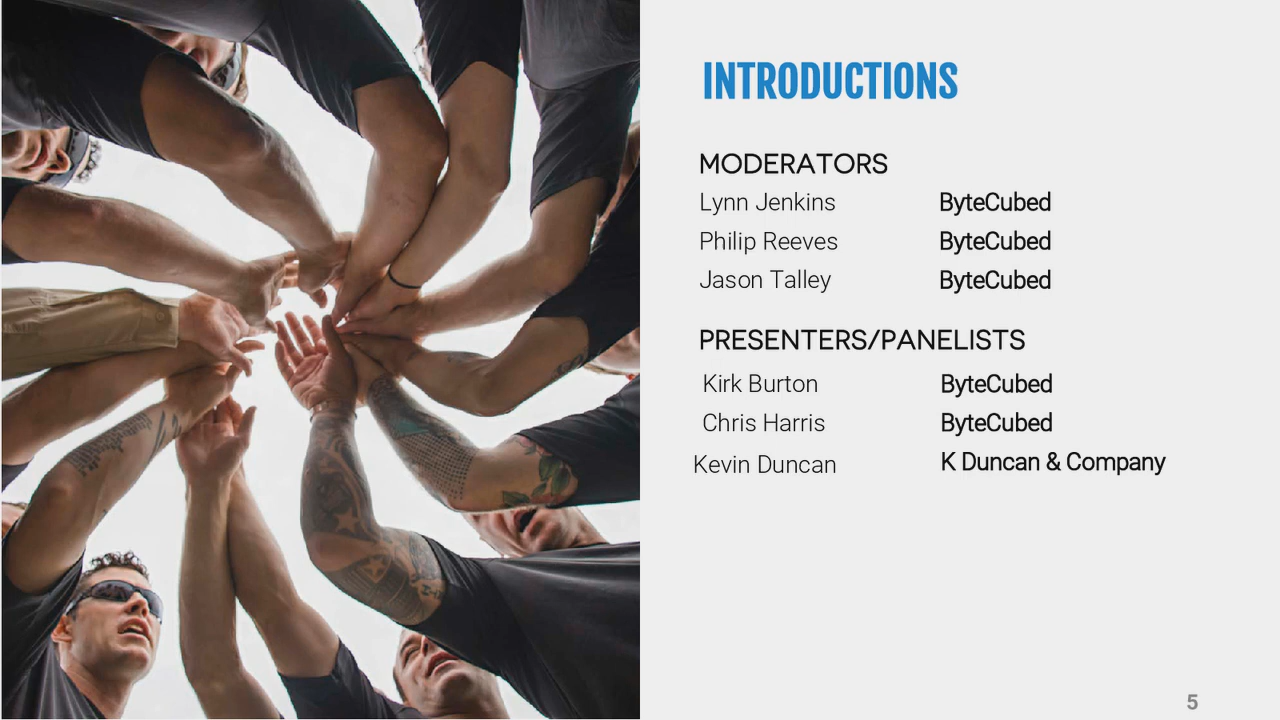 INTRODUCTIONS
MODERATORS
Lynn Jenkins ByteCubed
Philip Reeves ByteCubed
Jason Talley ByteCubed
PRESENTERS/PANELISTS
Kirk Burton ByteCubed
Chris Harris ByteCubed
Kevin Duncan K Duncan & Company
5